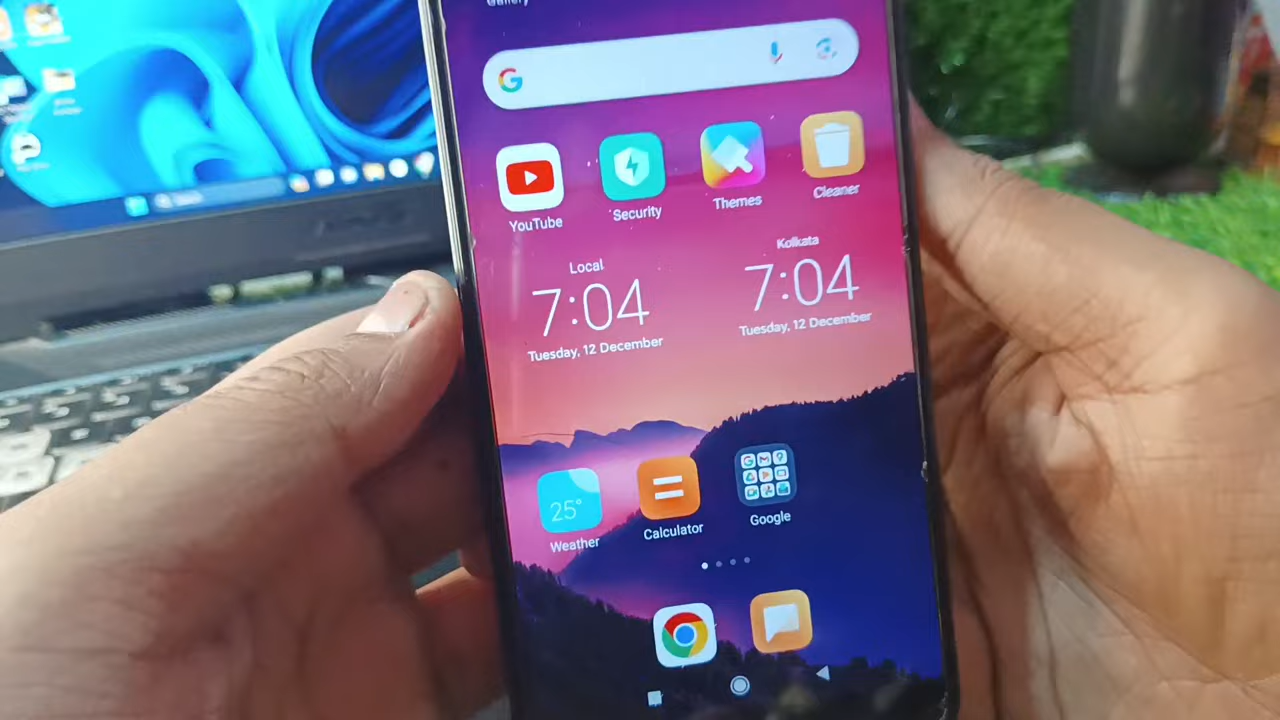 Gallery
YouTube
Security
Themes
Cleaner
Local
Kolkata
7:04
7:04
Tuesday, 12 December
Tuesday, 12 December
25°
Weather
Calculator
Google